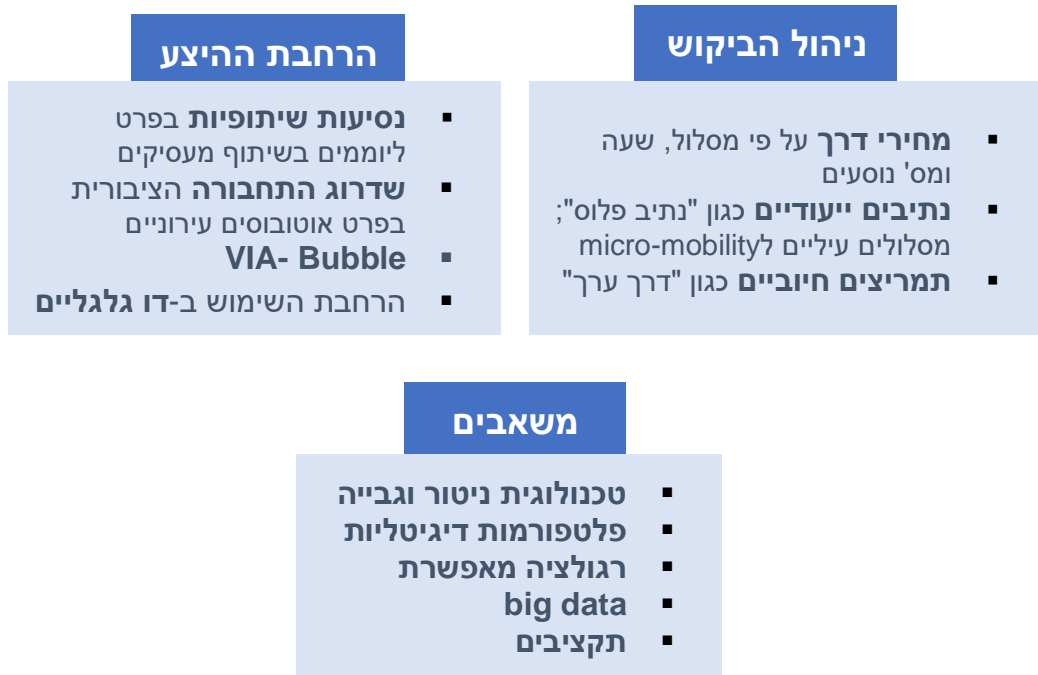 ניהול הביקוש
▪ מחירי דרך על פי מסלול, שעה
ומס' נוסעים
▪ נתיבים ייעודיים כגון "נתיב פלוס";
מסלולים עיליים לmicro-mobility
▪ תמריצים חיוביים כגון "דרך ערך"
הרחבת ההיצע
▪ נסיעות שיתופיות בפרט
ליוממים בשיתוף מעסיקים
▪ שדרוג התחבורה הציבורית
בפרט אוטובוסים עירוניים
▪ VIA- Bubble
▪ הרחבת השימוש ב-דו גלגליים
משאבים
▪ טכנולוגית ניטור וגבייה
▪ פלטפורמות דיגיטליות
▪ רגולציה מאפשרת
▪ big data
▪ תקציבים